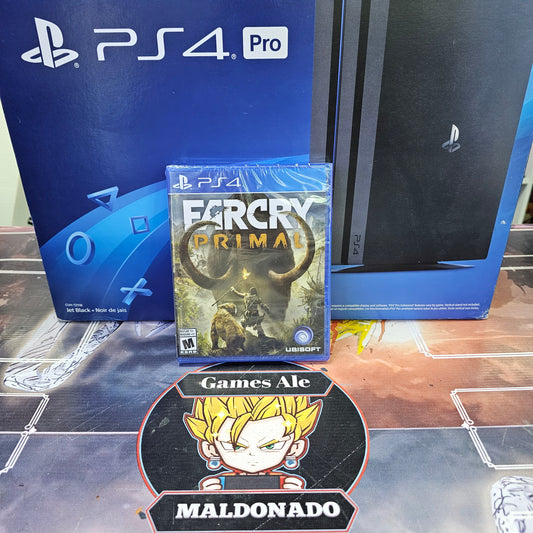 PS4 Pro
PS4
FARCRY
PRIMAL
M
UBISOFT
PS4
Jet Black • Noir de jais
Games Ale
MALDONADO